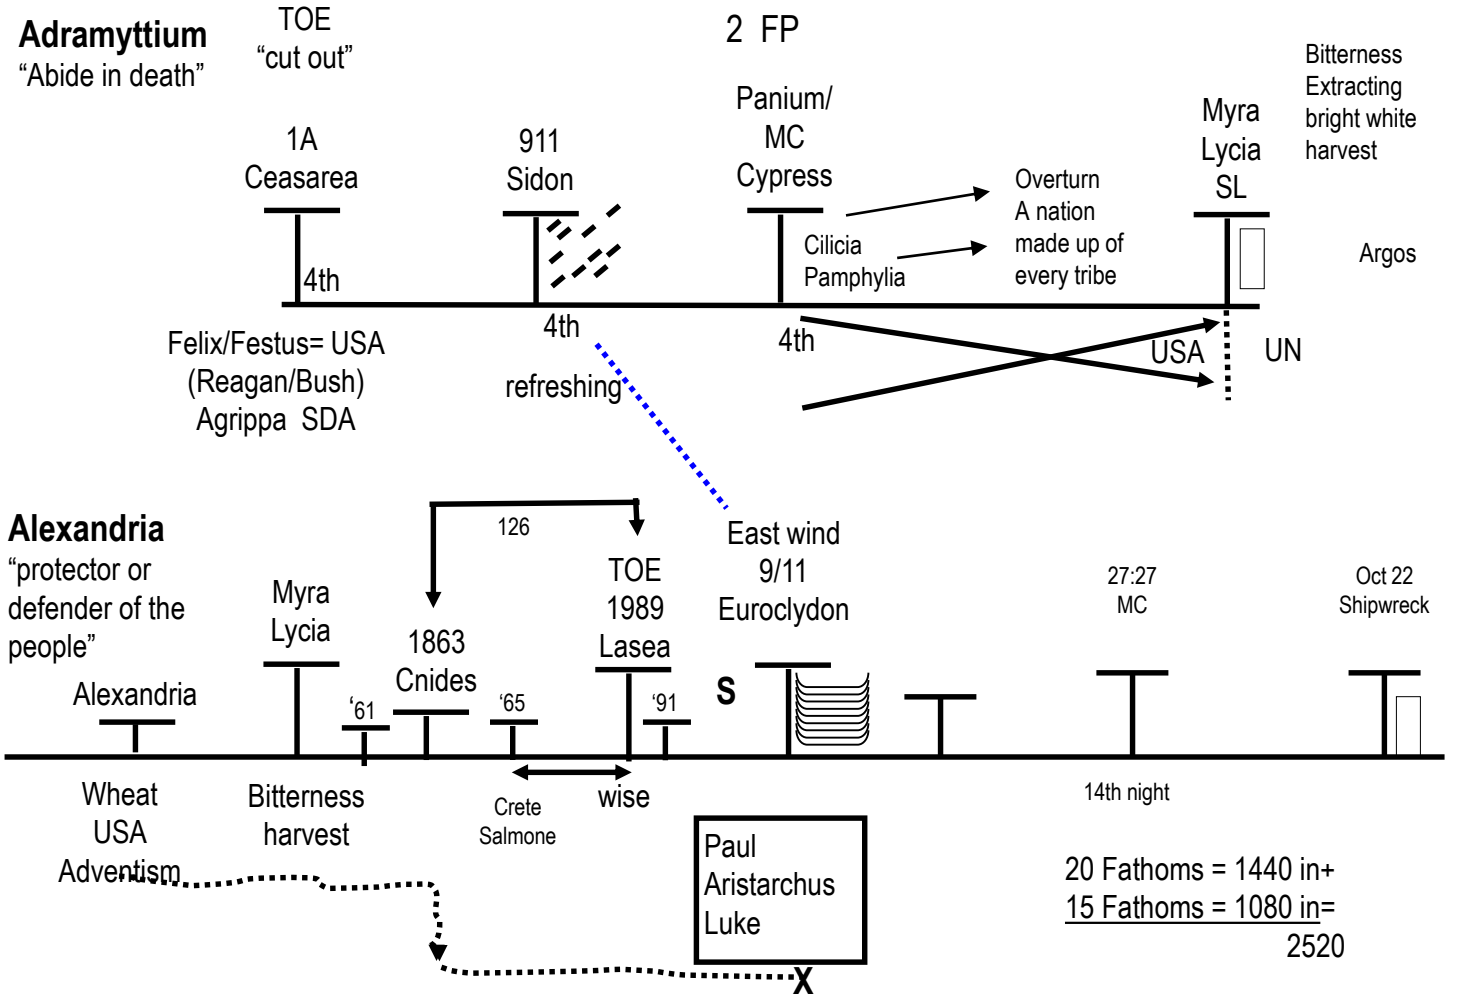 Adramyttium
“Abide in death”
TOE
“cut out”
2 FP
Bitterness
Extracting
bright white
harvest
1A
Ceasarea
911
Sidon
Panium/
MC
Cypress
Myra
Lycia
SL
Overturn
A nation
made up of
every tribe
Cilicia
Pamphylia
Argos
4th
4th
4th
Felix/Festus= USA
(Reagan/Bush)
Agrippa SDA
refreshing
USA
UN
Alexandria
“protector or
defender of the
people”
126
Myra
Lycia
1863
Cnides
TOE
1989
Lasea
East wind
9/11
Euroclydon
27:27
MC
Oct 22
Shipwreck
Alexandria
‘61
‘65
‘91
S
Wheat
USA
Adventism
Bitterness
harvest
Crete
Salmone
wise
14th night
Paul
Aristarchus
Luke
X
20 Fathoms = 1440 in+
15 Fathoms = 1080 in=
2520